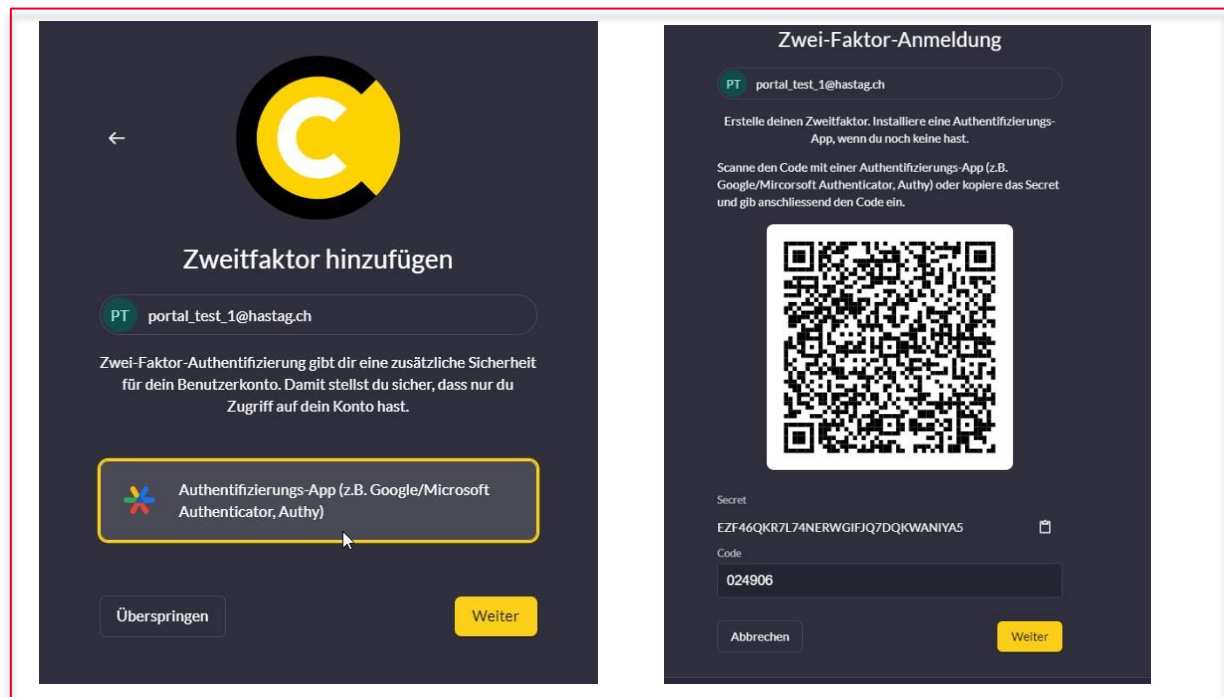 Zweitfaktor hinzufügen
PT portal_test_1@hastag.ch
Zwei-Faktor-Authentifizierung gibt dir eine zusätzliche Sicherheit
für dein Benutzerkonto. Damit stellst du sicher, dass nur du
Zugriff auf dein Konto hast.
Authentifizierungs-App (z.B. Google/Microsoft
Authenticator, Authy)
Überspringen
Weiter
Zwei-Faktor-Anmeldung
PT portal_test_1@hastag.ch
Erstelle deinen Zweitfaktor. Installiere eine Authentifizierungs-
App, wenn du noch keine hast.
Scanne den Code mit einer Authentifizierungs-App (z.B.
Google/Mircorsoft Authenticator, Authy) oder kopiere das Secret
und gib anschliessend den Code ein.
Secret
EZF46QKR7L74NERWGIFJQ7DQKWANIYA5
Code
024906
Abbrechen
Weiter